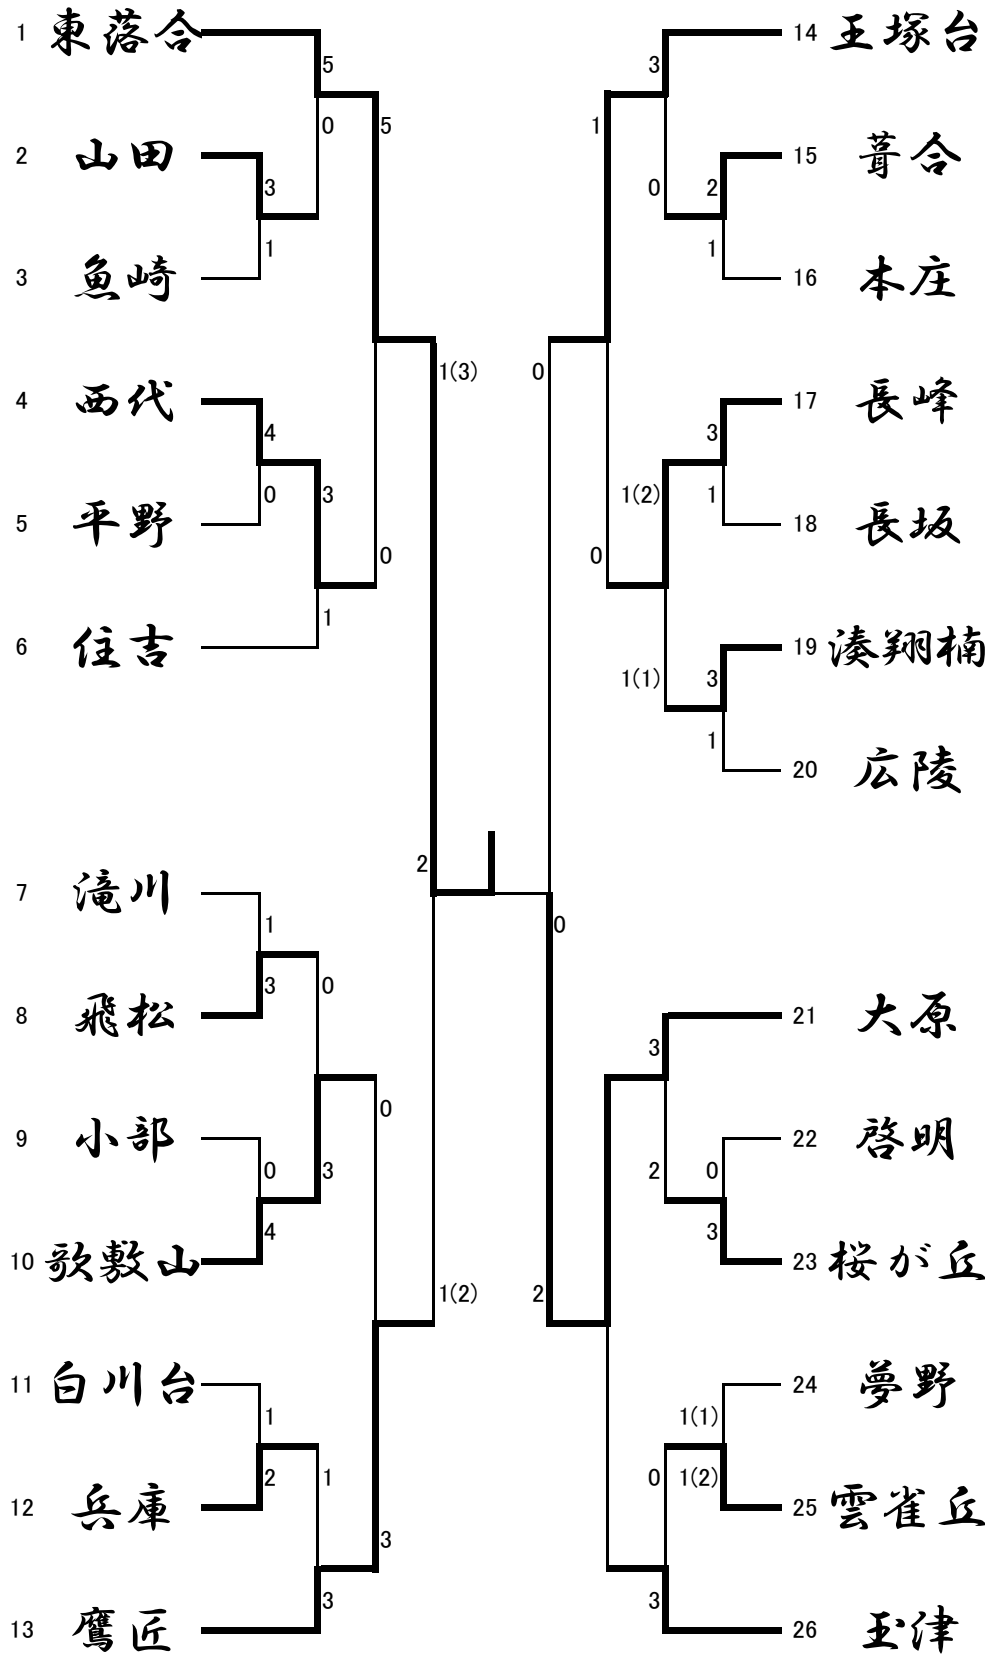 1 東落合
5
0
5
2 山田
3
1
3 魚崎
1(3)
4 西代
4
0
3
5 平野
0
1
6 住吉
2
7 滝川
1
3
0
8 飛松
0
9 小部
0
3
4
10 歌敷山
1(2)
11 白川台
1
2
1
12 兵庫
3
3
13 鷹匠
14 王塚台
3
1
15 葺合
0
2
1
16 本庄
0
17 長峰
3
1(2)
1
18 長坂
0
19 湊翔楠
1(1)
3
1
20 広陵
0
21 大原
3
22 啓明
2
0
3
23 桜が丘
2
24 夢野
1(1)
0
1(2)
25 雲雀丘
3
26 玉津